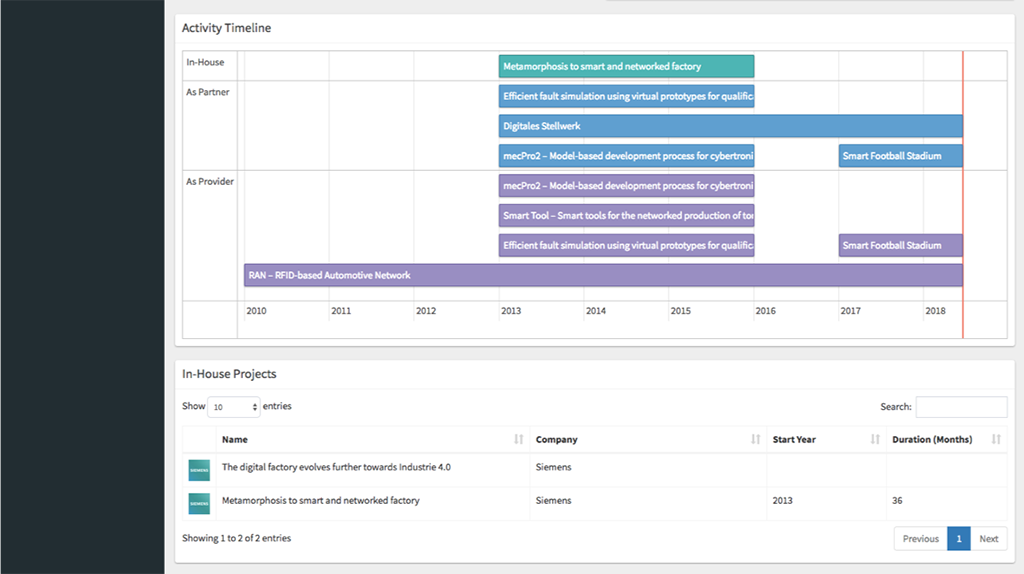 Activity Timeline
In-House
Metamorphosis to smart and networked factory
As Partner
Efficient fault simulation using virtual prototypes for qualific
Digitales Stellwerk
mecPro2 – Model-based development process for cybertroni
Smart Football Stadium
As Provider
mecPro2 – Model-based development process for cybertroni
Smart Tool – Smart tools for the networked production of to
Efficient fault simulation using virtual prototypes for qualific
Smart Football Stadium
RAN – RFID-based Automotive Network
2010 2011 2012 2013 2014 2015 2016 2017 2018
In-House Projects
Show 10 entries Search:
Name Company Start Year Duration (Months)
SIEMENS The digital factory evolves further towards Industrie 4.0 Siemens
SIEMENS Metamorphosis to smart and networked factory Siemens 2013 36
Showing 1 to 2 of 2 entries Previous 1 Next